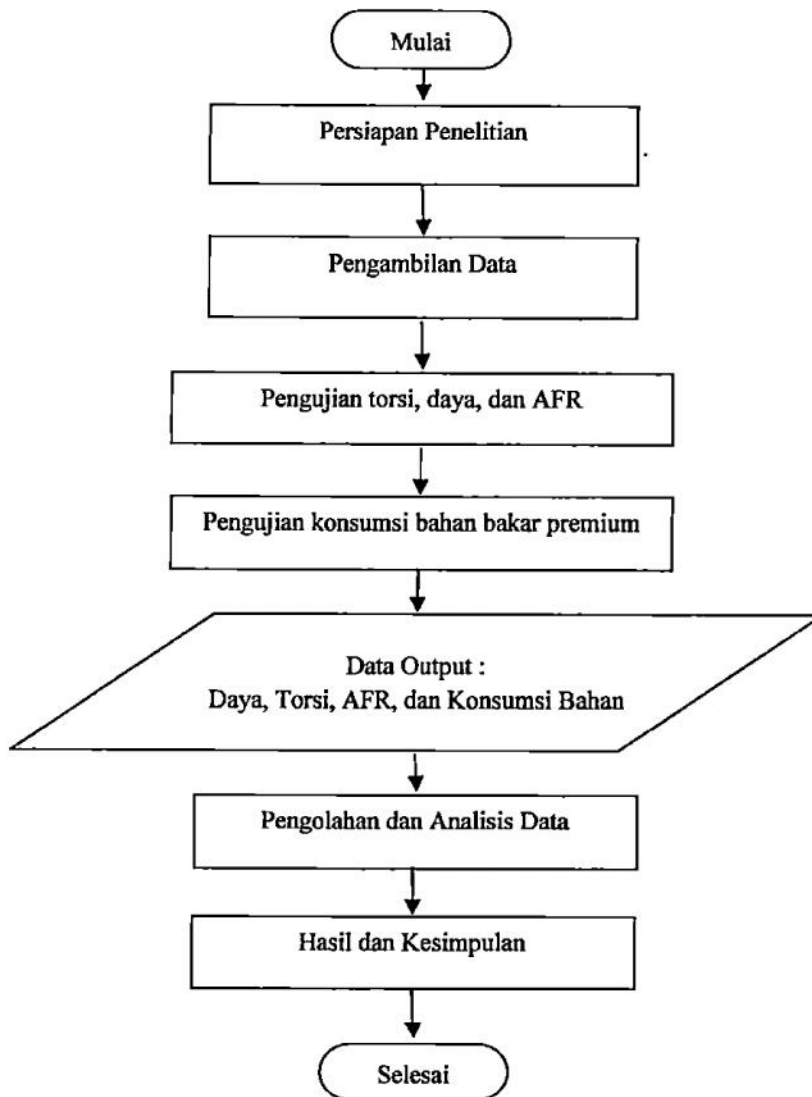 Mulai
Persiapan Penelitian
Pengambilan Data
Pengujian torsi, daya, dan AFR
Pengujian konsumsi bahan bakar premium
Data Output :
Daya, Torsi, AFR, dan Konsumsi Bahan
Pengolahan dan Analisis Data
Hasil dan Kesimpulan
Selesai